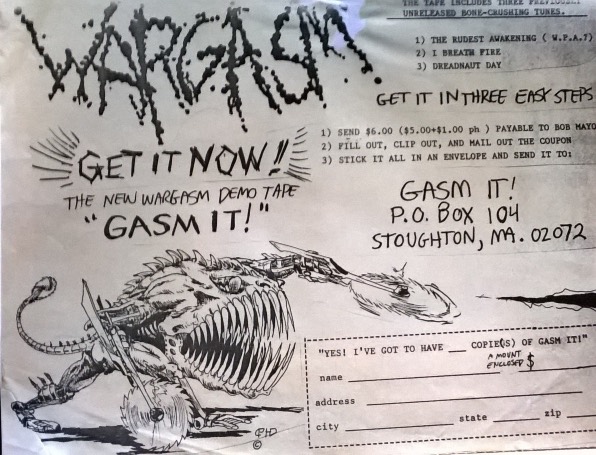 WARGASM
GET IT NOW!!
THE NEW WARGASM DEMO TAPE
"GASM IT!"
THE TAPE INCLUDES THREE PREVIOUSLY
UNRELEASED BONE-CRUSHING TUNES.
1) THE RUDEST AWAKENING ( W.P.A?)
2) I BREATH FIRE
3) DREADNAUT DAY
GET IT IN THREE EASY STEPS
1) SEND $6.00 ($5.00+$1.00 ph ) PAYABLE TO BOB MAYO
2) FILL OUT, CLIP OUT, AND MAIL OUT THE COUPON
3) STICK IT ALL IN AN ENVELOPE AND SEND IT TO:
GASM IT!
P.O. BOX 104
STOUGHTON, MA. 02072
"YES! I'VE GOT TO HAVE ___ COPIE(S) OF GASM IT!"
AMOUNT
ENCLOSED $
name
address
city state zip
©